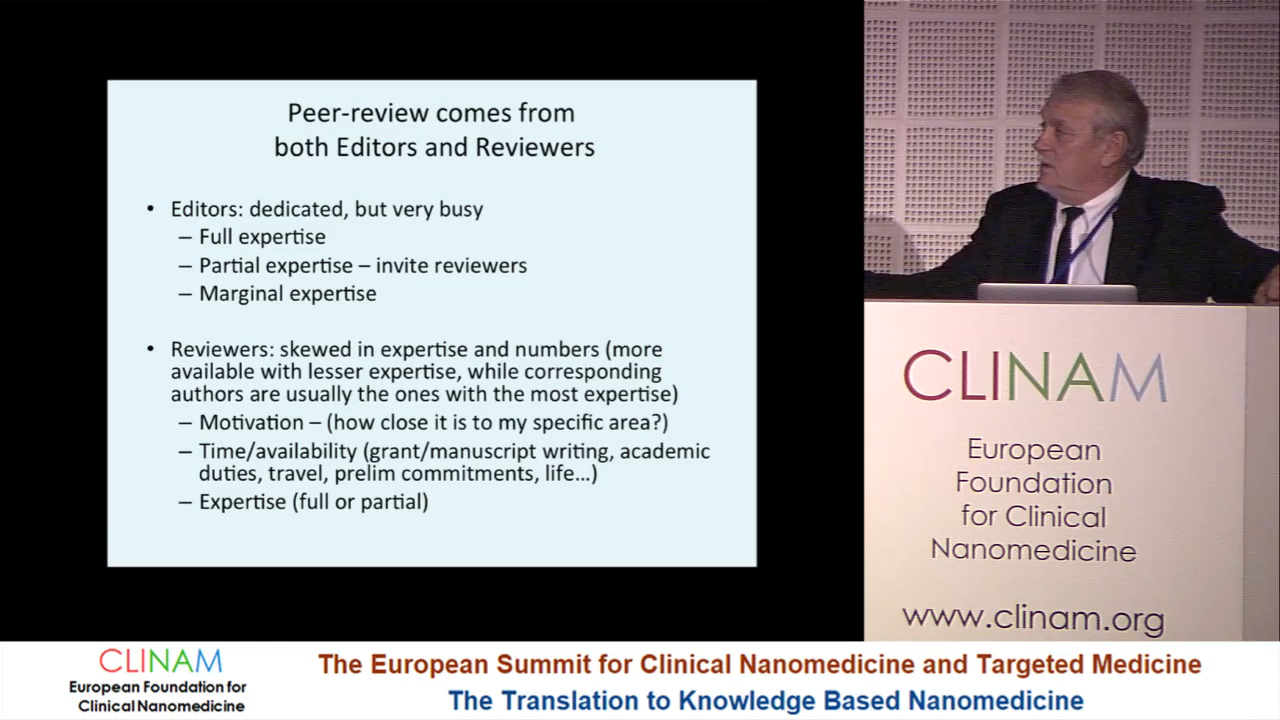 Peer-review comes from
both Editors and Reviewers
• Editors: dedicated, but very busy
– Full expertise
– Partial expertise – invite reviewers
– Marginal expertise
• Reviewers: skewed in expertise and numbers (more
available with lesser expertise, while corresponding
authors are usually the ones with the most expertise)
– Motivation – (how close it is to my specific area?)
– Time/availability (grant/manuscript writing, academic
duties, travel, prelim commitments, life...)
– Expertise (full or partial)
CLINAM
European
Foundation
for Clinical
Nanomedicine
www.clinam.org
CLINAM
European Foundation for
Clinical Nanomedicine
The European Summit for Clinical Nanomedicine and Targeted Medicine
The Translation to Knowledge Based Nanomedicine